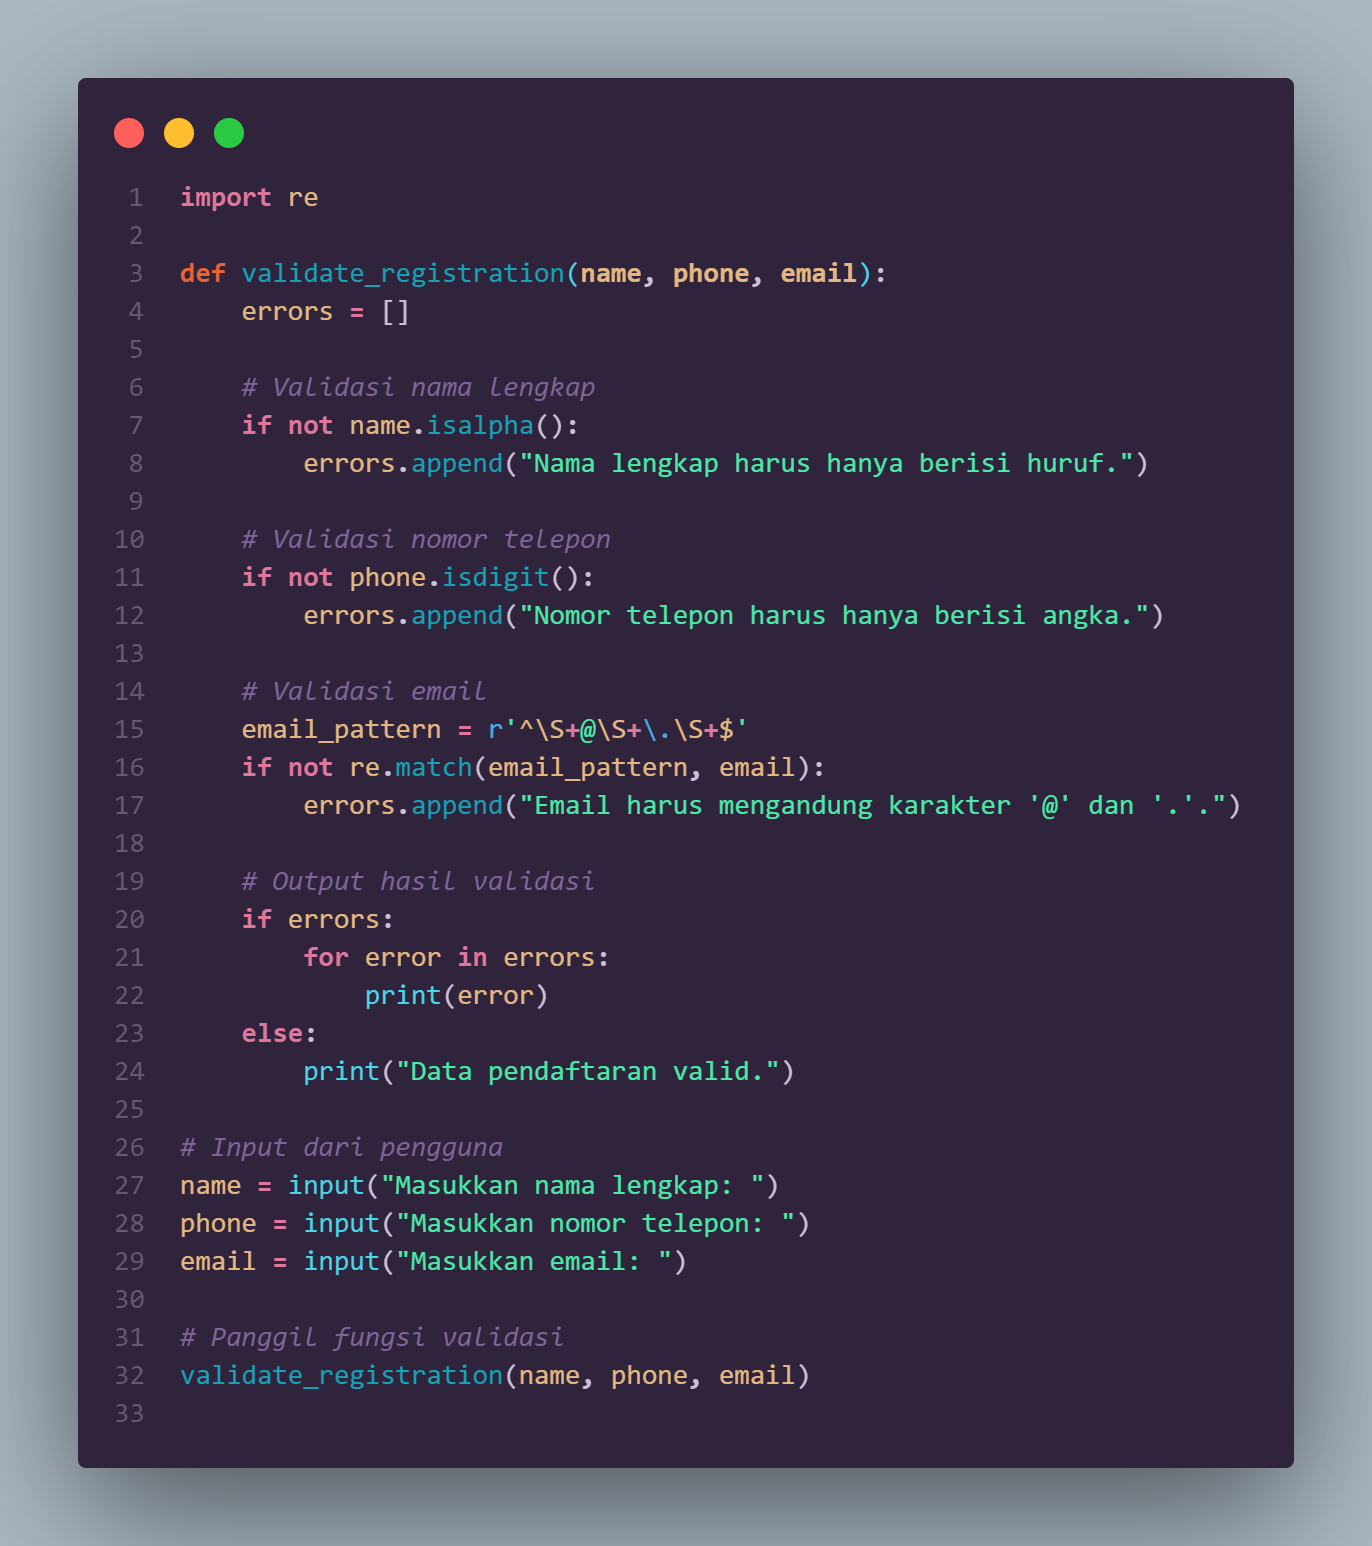 1 import re
2
3 def validate_registration(name, phone, email):
4     errors = []
5
6     # Validasi nama lengkap
7     if not name.isalpha():
8         errors.append("Nama lengkap harus hanya berisi huruf.")
9
10     # Validasi nomor telepon
11     if not phone.isdigit():
12         errors.append("Nomor telepon harus hanya berisi angka.")
13
14     # Validasi email
15     email_pattern = r'^\S+@\S+\.\S+$'
16     if not re.match(email_pattern, email):
17         errors.append("Email harus mengandung karakter '@' dan '.'.")
18
19     # Output hasil validasi
20     if errors:
21         for error in errors:
22             print(error)
23     else:
24         print("Data pendaftaran valid.")
25
26 # Input dari pengguna
27 name = input("Masukkan nama lengkap: ")
28 phone = input("Masukkan nomor telepon: ")
29 email = input("Masukkan email: ")
30
31 # Panggil fungsi validasi
32 validate_registration(name, phone, email)
33